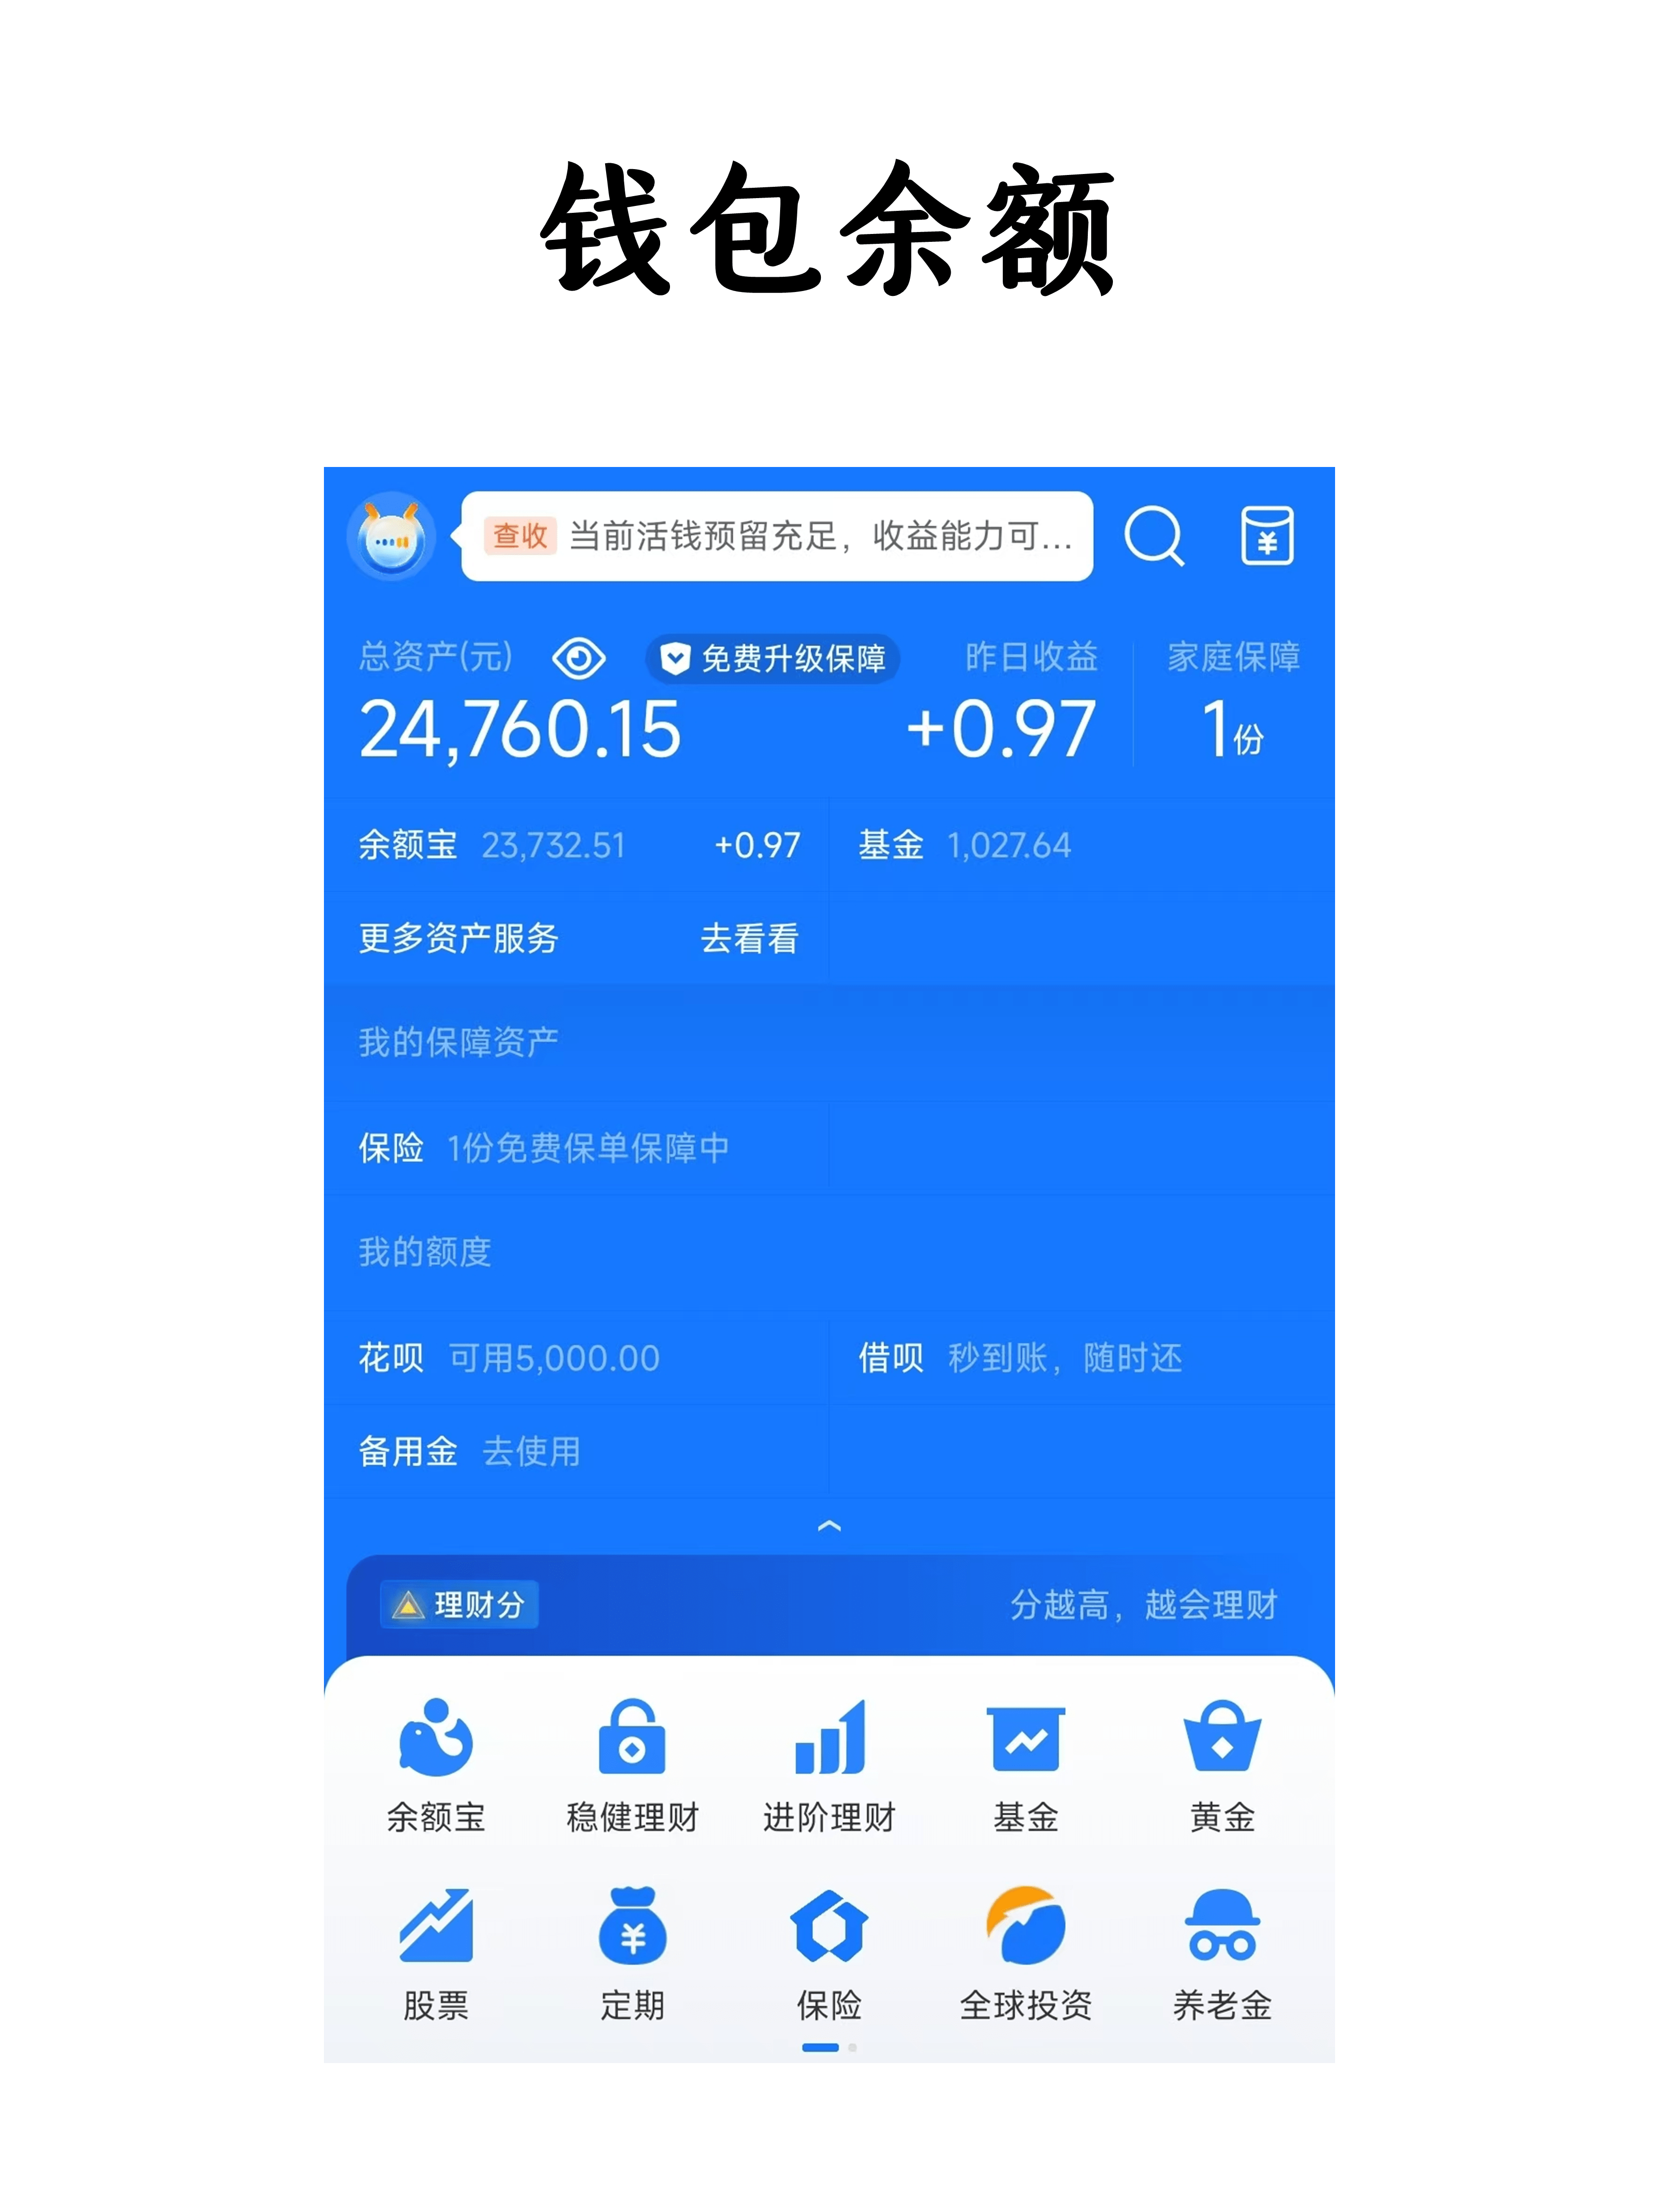 钱包余额
查收 当前活钱预留充足，收益能力可...
总资产(元) 免费升级保障 昨日收益 家庭保障
24,760.15 +0.97 1份
余额宝 23,732.51 +0.97 基金 1,027.64
更多资产服务 去看看
我的保障资产
保险 1份免费保单保障中
我的额度
花呗 可用5,000.00 借呗 秒到账，随时还
备用金 去使用
理财分 分越高，越会理财
余额宝 稳健理财 进阶理财 基金 黄金
股票 定期 保险 全球投资 养老金